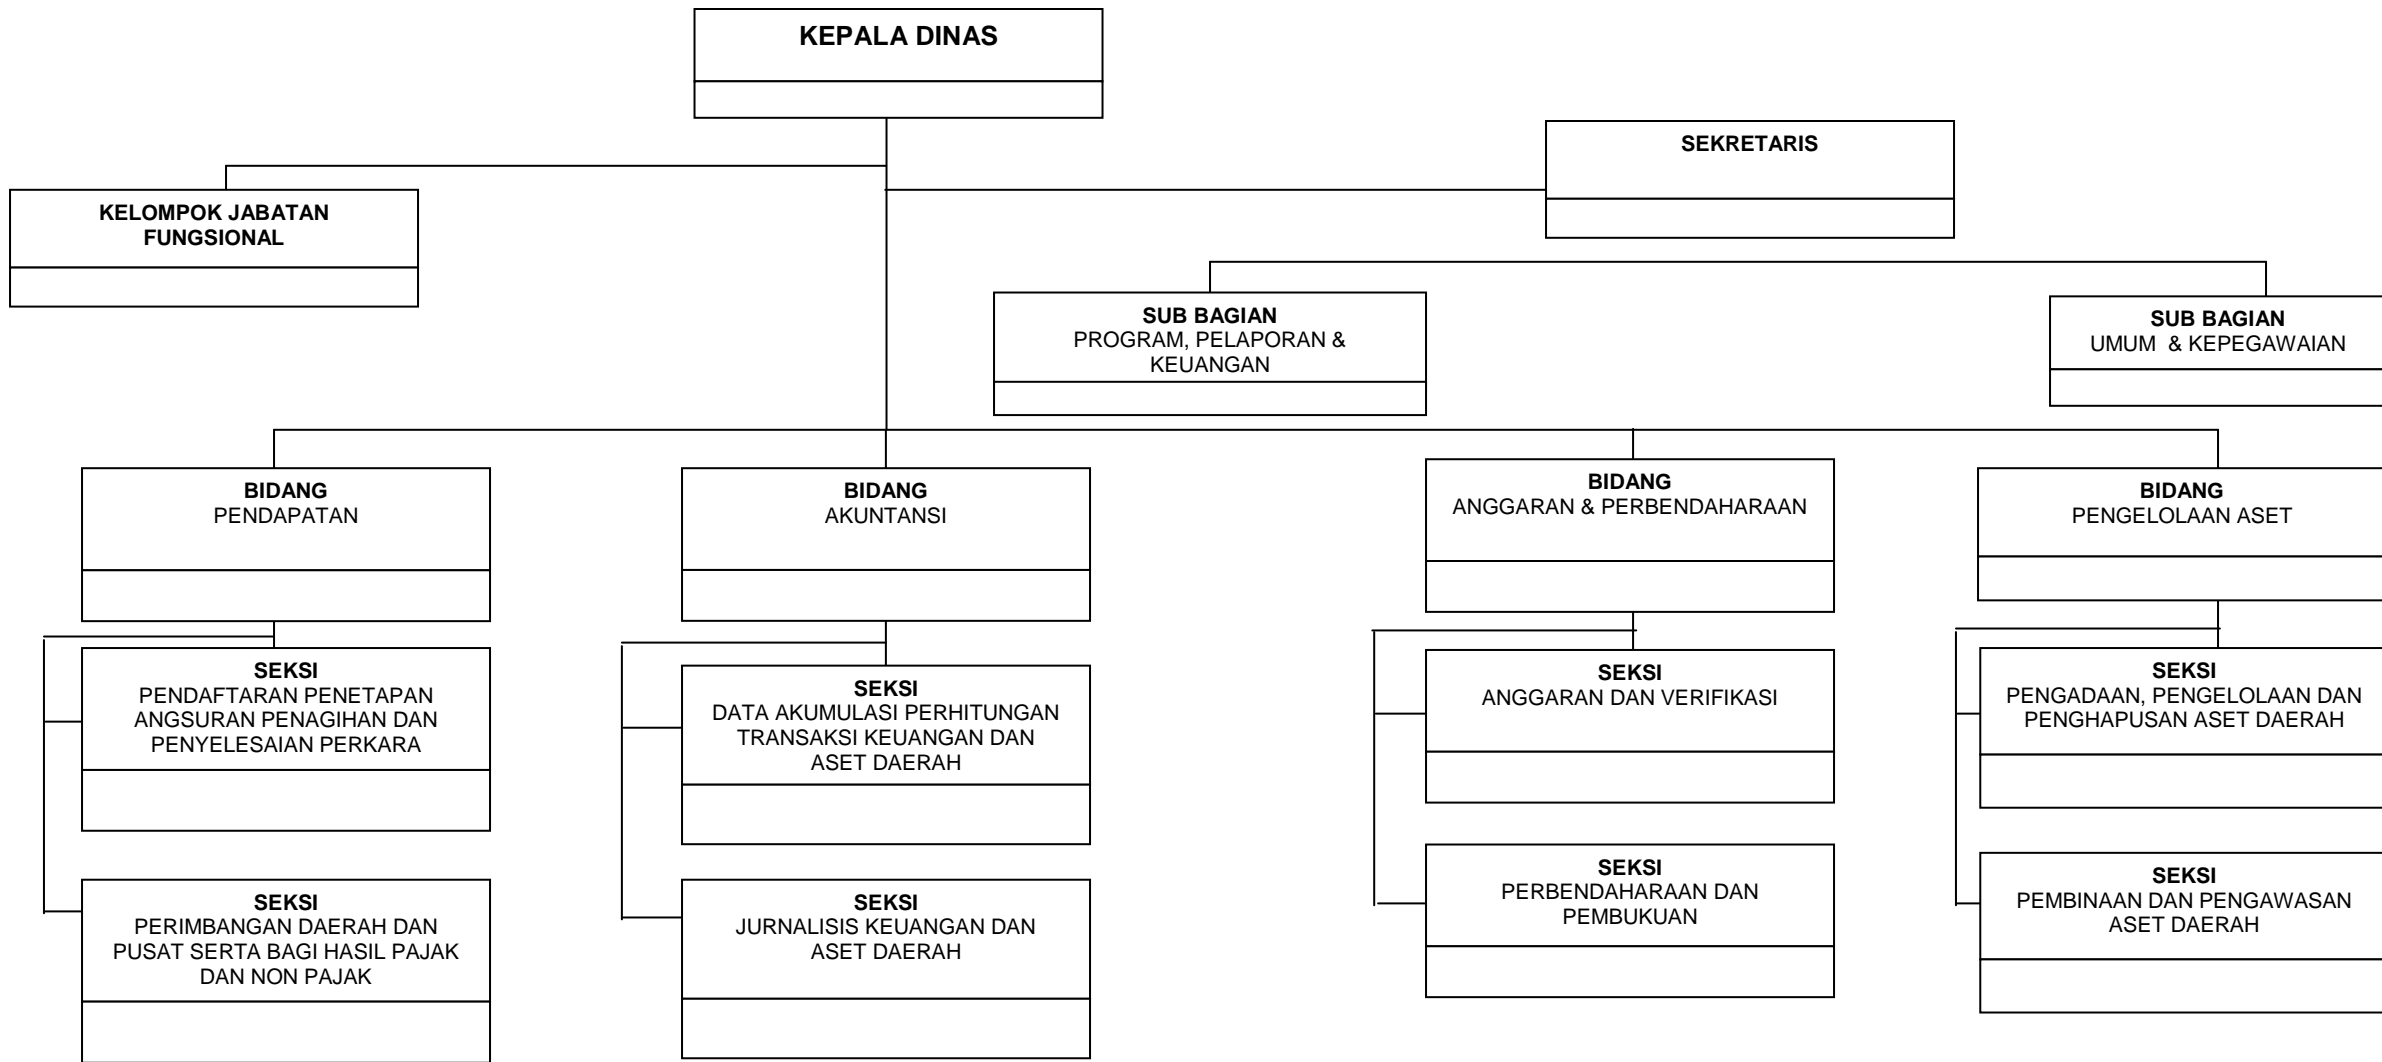 KEPALA DINAS
SEKRETARIS
KELOMPOK JABATAN
FUNGSIONAL
SUB BAGIAN
PROGRAM, PELAPORAN &
KEUANGAN
SUB BAGIAN
UMUM  & KEPEGAWAIAN
BIDANG
PENDAPATAN
BIDANG
AKUNTANSI
BIDANG
ANGGARAN & PERBENDAHARAAN
BIDANG
PENGELOLAAN ASET
SEKSI
PENDAFTARAN PENETAPAN
ANGSURAN PENAGIHAN DAN
PENYELESAIAN PERKARA
SEKSI
DATA AKUMULASI PERHITUNGAN
TRANSAKSI KEUANGAN DAN
ASET DAERAH
SEKSI
ANGGARAN DAN VERIFIKASI
SEKSI
PENGADAAN, PENGELOLAAN DAN
PENGHAPUSAN ASET DAERAH
SEKSI
PERIMBANGAN DAERAH DAN
PUSAT SERTA BAGI HASIL PAJAK
DAN NON PAJAK
SEKSI
JURNALISIS KEUANGAN DAN
ASET DAERAH
SEKSI
PERBENDAHARAAN DAN
PEMBUKUAN
SEKSI
PEMBINAAN DAN PENGAWASAN
ASET DAERAH